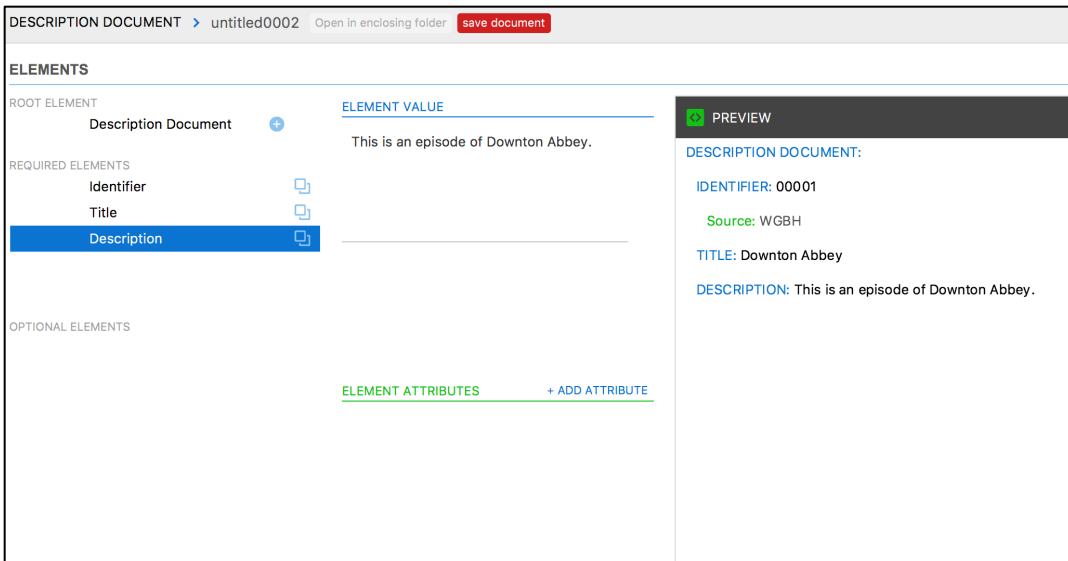 DESCRIPTION DOCUMENT > untitled0002 Open in enclosing folder save document
ELEMENTS
ROOT ELEMENT
Description Document
REQUIRED ELEMENTS
Identifier
Title
Description
OPTIONAL ELEMENTS
ELEMENT VALUE
This is an episode of Downton Abbey.
ELEMENT ATTRIBUTES + ADD ATTRIBUTE
PREVIEW
DESCRIPTION DOCUMENT:
IDENTIFIER: 00001
Source: WGBH
TITLE: Downton Abbey
DESCRIPTION: This is an episode of Downton Abbey.